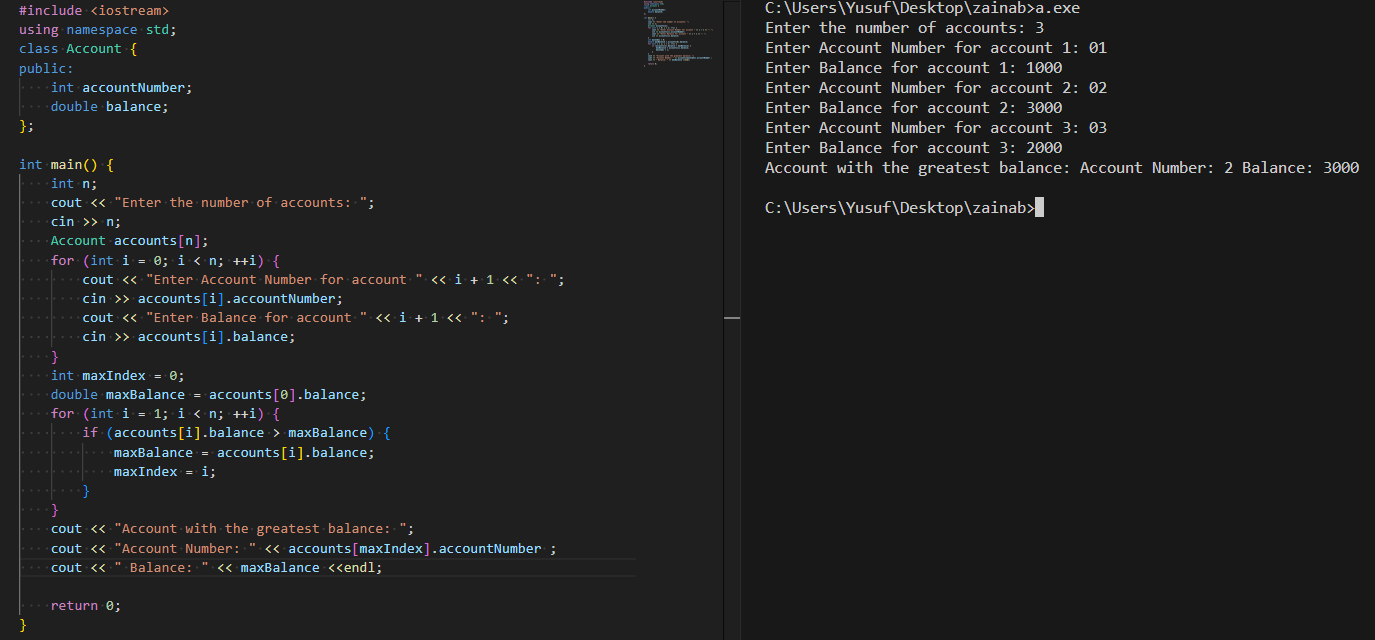 #include <iostream>
using namespace std;
class Account {
public:
    int accountNumber;
    double balance;
};

int main() {
    int n;
    cout << "Enter the number of accounts: ";
    cin >> n;
    Account accounts[n];
    for (int i = 0; i < n; ++i) {
        cout << "Enter Account Number for account " << i + 1 << ": ";
        cin >> accounts[i].accountNumber;
        cout << "Enter Balance for account " << i + 1 << ": ";
        cin >> accounts[i].balance;
    }
    int maxIndex = 0;
    double maxBalance = accounts[0].balance;
    for (int i = 1; i < n; ++i) {
        if (accounts[i].balance > maxBalance) {
            maxBalance = accounts[i].balance;
            maxIndex = i;
        }
    }
    cout << "Account with the greatest balance: ";
    cout << "Account Number: " << accounts[maxIndex].accountNumber ;
    cout << " Balance: " << maxBalance <<endl;

    return 0;
}
C:\Users\Yusuf\Desktop\zainab>a.exe
Enter the number of accounts: 3
Enter Account Number for account 1: 01
Enter Balance for account 1: 1000
Enter Account Number for account 2: 02
Enter Balance for account 2: 3000
Enter Account Number for account 3: 03
Enter Balance for account 3: 2000
Account with the greatest balance: Account Number: 2 Balance: 3000

C:\Users\Yusuf\Desktop\zainab>